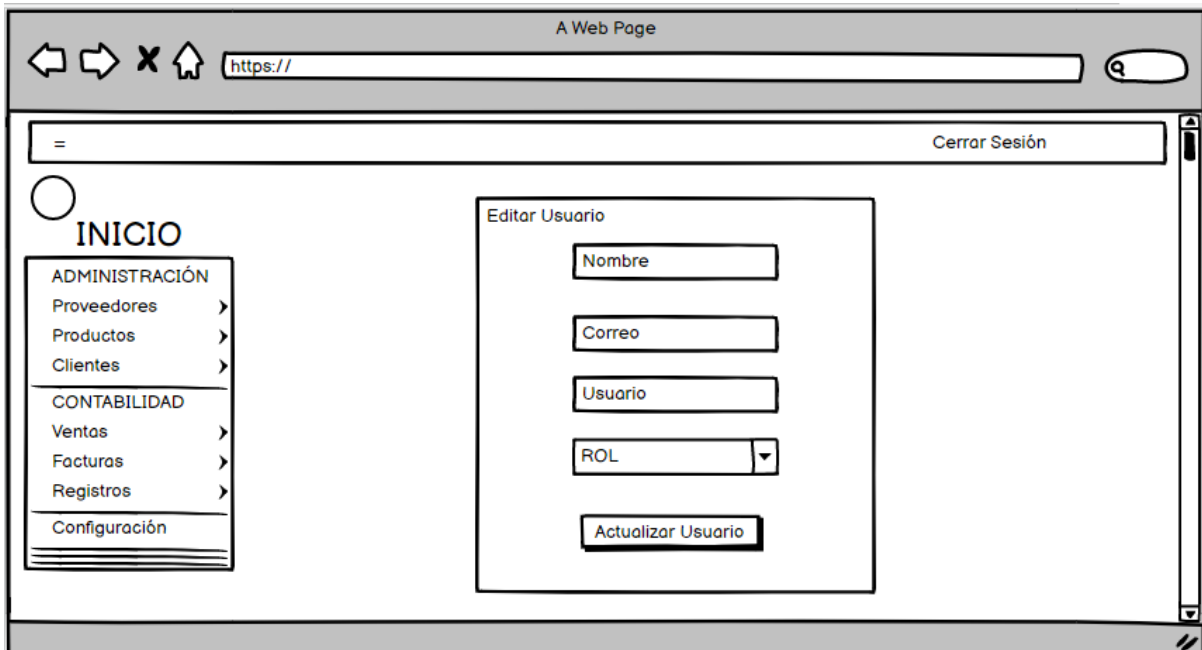 A Web Page
https://
=
Cerrar Sesión
INICIO
ADMINISTRACIÓN
Proveedores
Productos
Clientes
CONTABILIDAD
Ventas
Facturas
Registros
Configuración
Editar Usuario
Nombre
Correo
Usuario
ROL
Actualizar Usuario